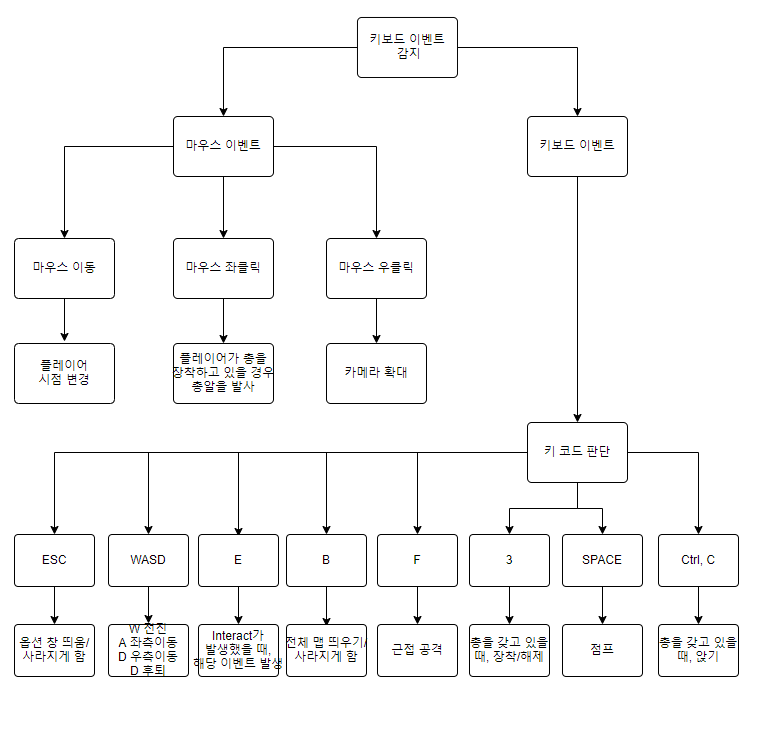 키보드 이벤트
감지
마우스 이벤트
키보드 이벤트
마우스 이동
마우스 좌클릭
마우스 우클릭
플레이어
시점 변경
플레이어가 총을
장착하고 있을 경우
총알을 발사
카메라 확대
키 코드 판단
ESC
WASD
E
B
F
3
SPACE
Ctrl, C
옵션 창 띄움/
사라지게 함
W 전진
A 좌측이동
D 우측이동
D 후퇴
Interact가
발생했을 때,
해당 이벤트 발생
전체 맵 띄우기/
사라지게 함
근접 공격
총을 갖고 있을
때, 장착/해제
점프
총을 갖고 있을
때, 앉기